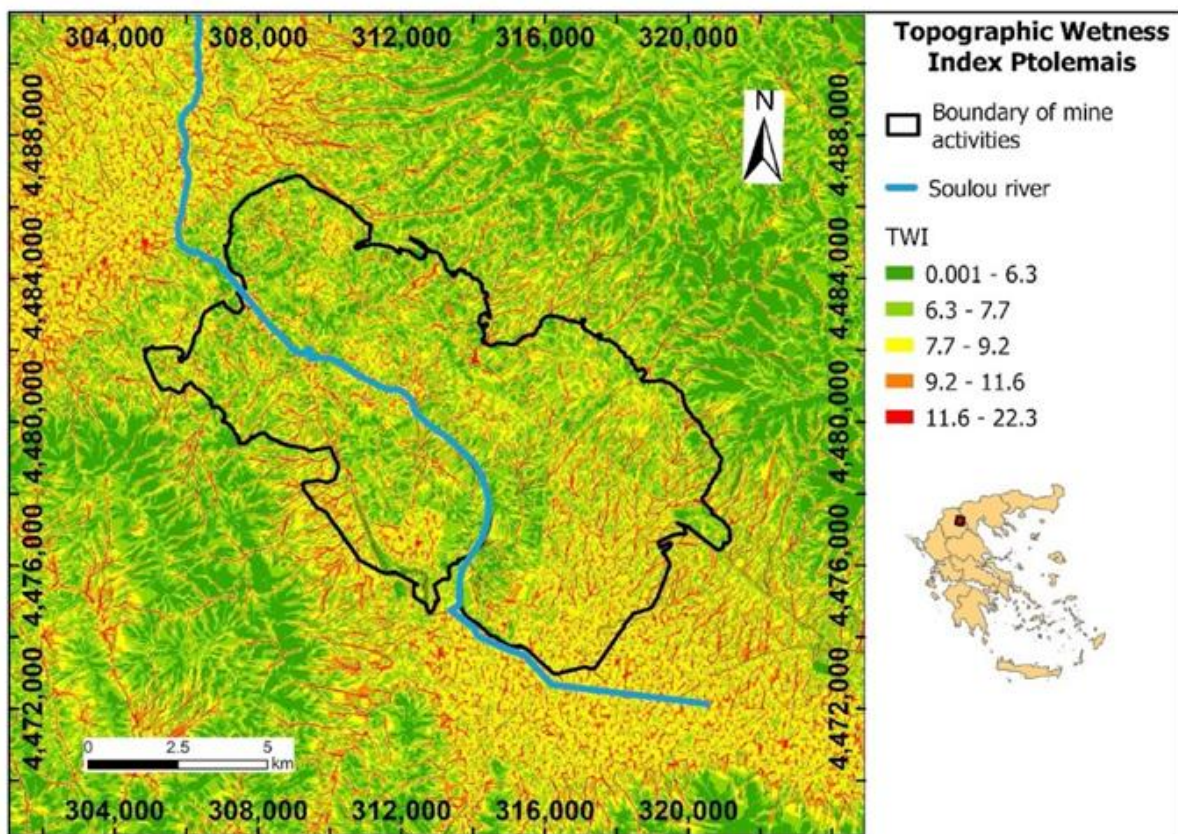 304,000 308,000 312,000 316,000 320,000
N
4,488,000
4,484,000
4,480,000
4,476,000
4,472,000
4,488,000
4,484,000
4,480,000
4,476,000
4,472,000
0 2.5 5
km
304,000 308,000 312,000 316,000 320,000
Topographic Wetness
Index Ptolemais
Boundary of mine
activities
Soulou river
TWI
0.001 - 6.3
6.3 - 7.7
7.7 - 9.2
9.2 - 11.6
11.6 - 22.3